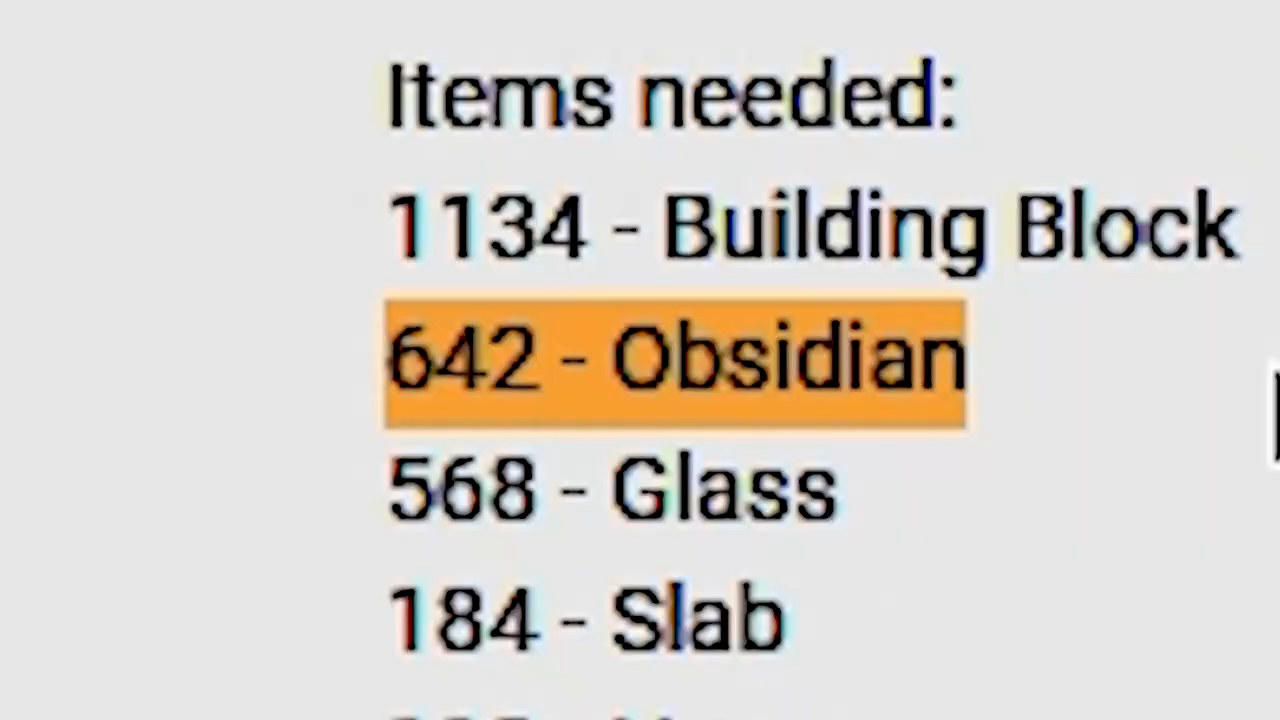 Items needed:
1134 - Building Block
642 - Obsidian
568 - Glass
184 - Slab